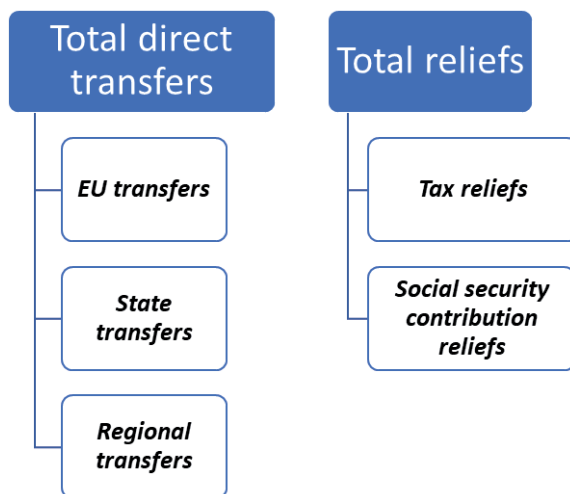 Total direct
transfers
EU transfers
State
transfers
Regional
transfers
Total reliefs
Tax reliefs
Social security
contribution
reliefs